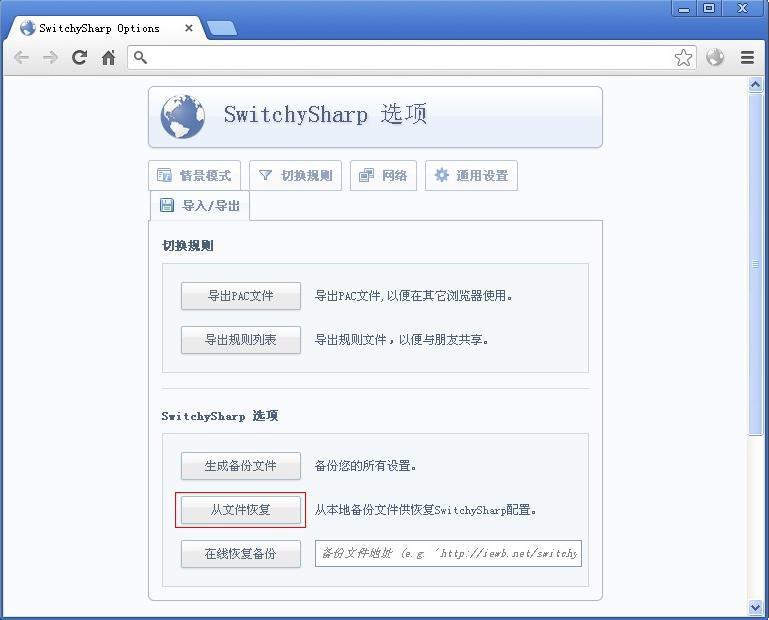 SwitchySharp Options
SwitchySharp 选项
情景模式
切换规则
网络
通用设置
导入/导出
切换规则
导出PAC文件
导出PAC文件,以便在其它浏览器使用。
导出规则列表
导出规则文件，以便与朋友共享。
SwitchySharp 选项
生成备份文件
备份您的所有设置。
从文件恢复
从本地备份文件供恢复SwitchySharp配置。
在线恢复备份
备份文件地址 (e.g. 'http://iewb.net/switchy